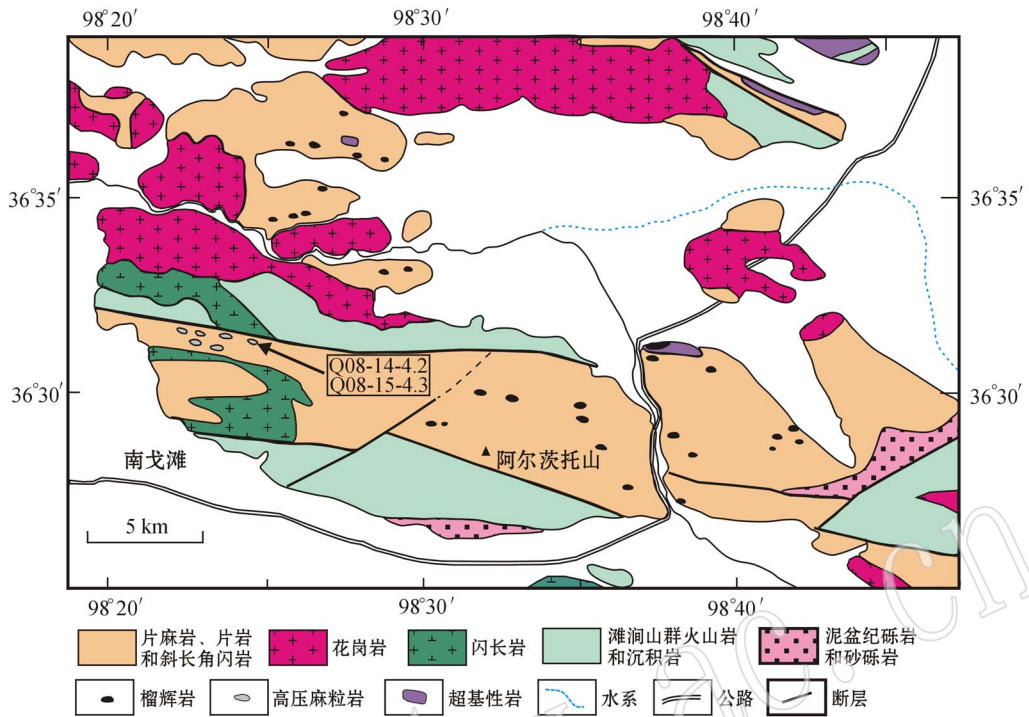 98°20′ 98°30′ 98°40′
36°35′ 36°35′
Q08-14-4.2
Q08-15-4.3
36°30′ 36°30′
南戈滩 阿尔茨托山
5 km
98°20′ 98°30′ 98°40′
片麻岩、片岩
和斜长角闪岩
花岗岩
闪长岩
滩涧山群火山岩
和沉积岩
泥盆纪砾岩
和砂砾岩
榴辉岩 高压麻粒岩 超基性岩 水系 公路 断层
ac.cn